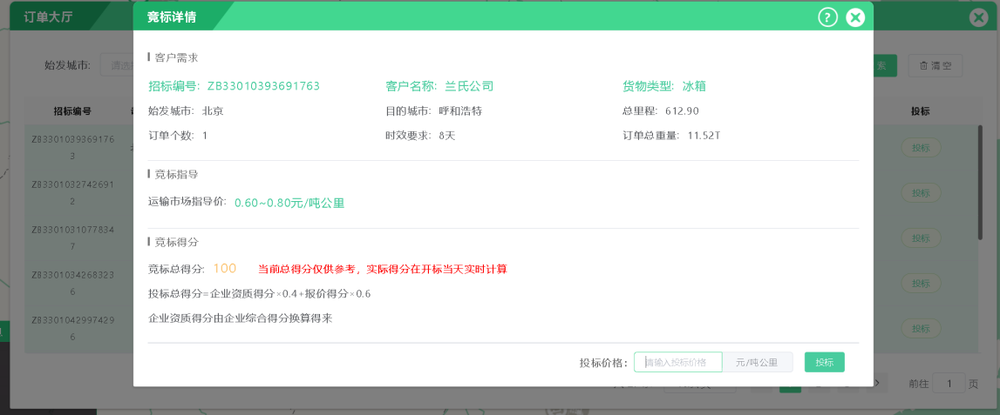 订单大厅
竞标详情
?
始发城市:
清空
招标编号
投标
ZB3301039369176
3
投标
ZB3301032742691
2
投标
ZB3301031077834
7
投标
ZB3301034268323
6
投标
ZB3301042997429
6
投标
前往 1 页
客户需求
招标编号: ZB33010393691763 客户名称: 兰氏公司 货物类型: 冰箱
始发城市: 北京 目的城市: 呼和浩特 总里程: 612.90
订单个数: 1 时效要求: 8天 订单总重量: 11.52T
竞标指导
运输市场指导价: 0.60~0.80元/吨公里
竞标得分
竞标总得分: 100 当前总得分仅供参考，实际得分在开标当天实时计算
投标总得分=企业资质得分×0.4+报价得分×0.6
企业资质得分由企业综合得分换算得来
投标价格: 请输入投标价格 元/吨公里 投标